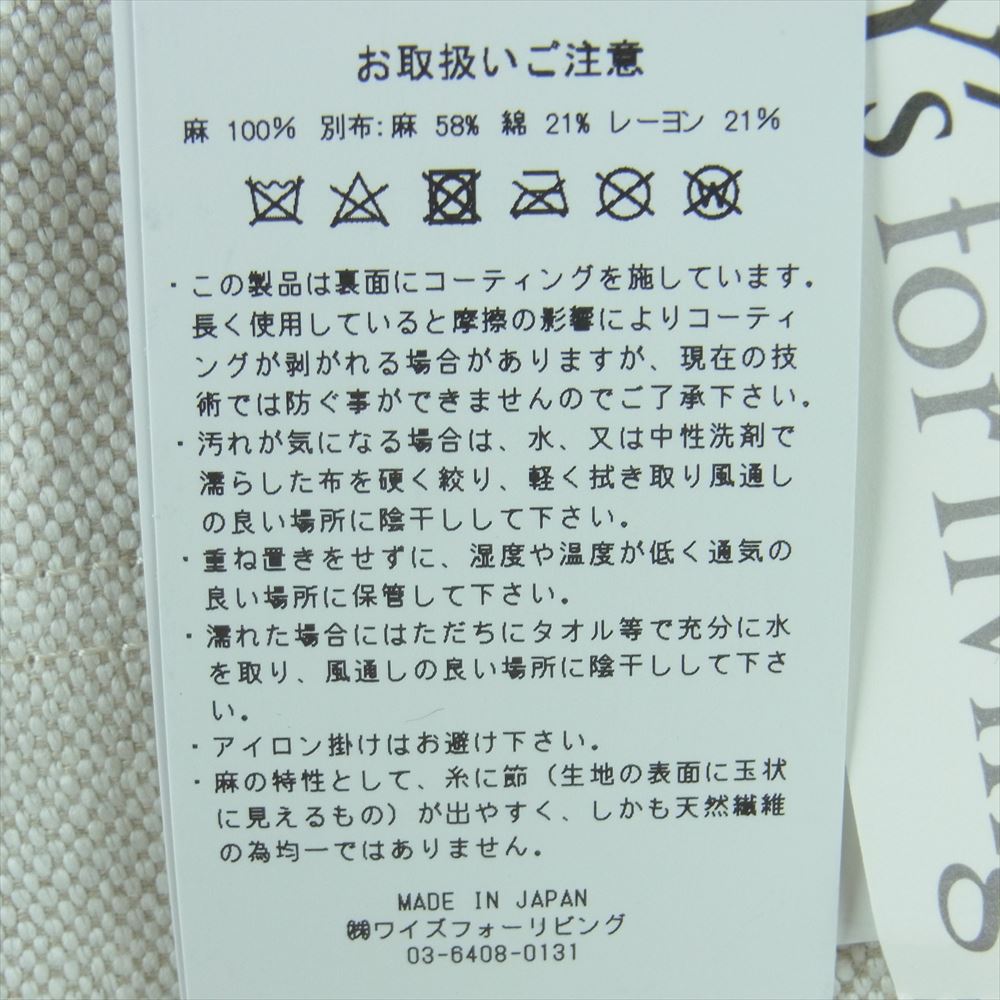 お取扱いご注意
麻 100% 別布:麻 58% 綿 21% レーヨン 21%
・この製品は裏面にコーティングを施しています。
長く使用していると摩擦の影響によりコーティ
ングが剥がれる場合がありますが、現在の技
術では防ぐ事ができませんのでご了承下さい。
・汚れが気になる場合は、水、又は中性洗剤で
濡らした布を硬く絞り、軽く拭き取り風通し
の良い場所に陰干しして下さい。
・重ね置きをせずに、湿度や温度が低く通気の
良い場所に保管して下さい。
・濡れた場合にはただちにタオル等で充分に水
を取り、風通しの良い場所に陰干しして下さ
い。
・アイロン掛けはお避け下さい。
・麻の特性として、糸に節（生地の表面に玉状
に見えるもの）が出やすく、しかも天然繊維
の為均一ではありません。
MADE IN JAPAN
㈱ワイズフォーリビング
03-6408-0131
Y's for living